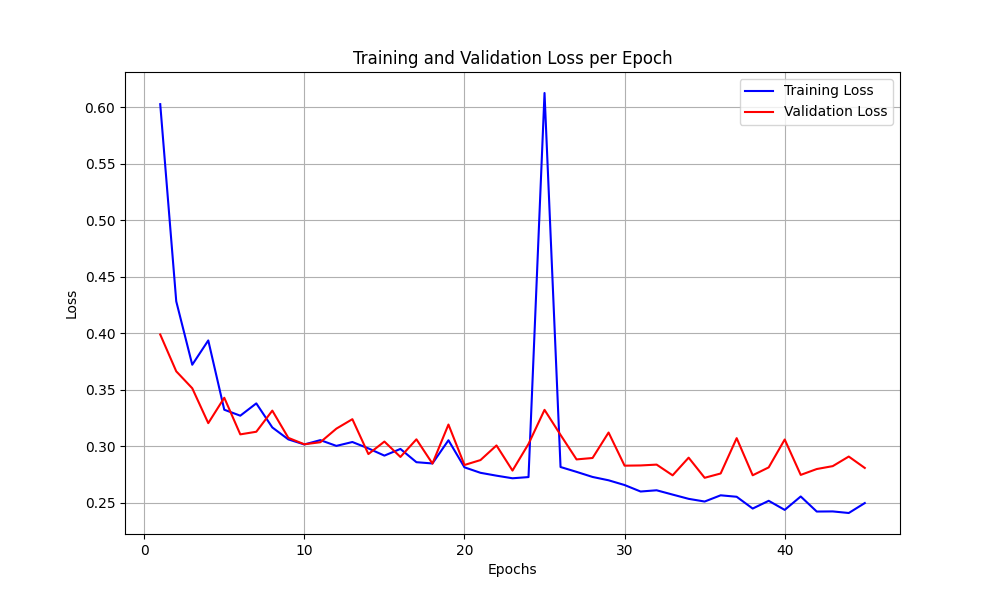 Training and Validation Loss per Epoch
Training Loss
Validation Loss
0.60
0.55
0.50
0.45
0.40
0.35
0.30
0.25
Loss
0 10 20 30 40
Epochs